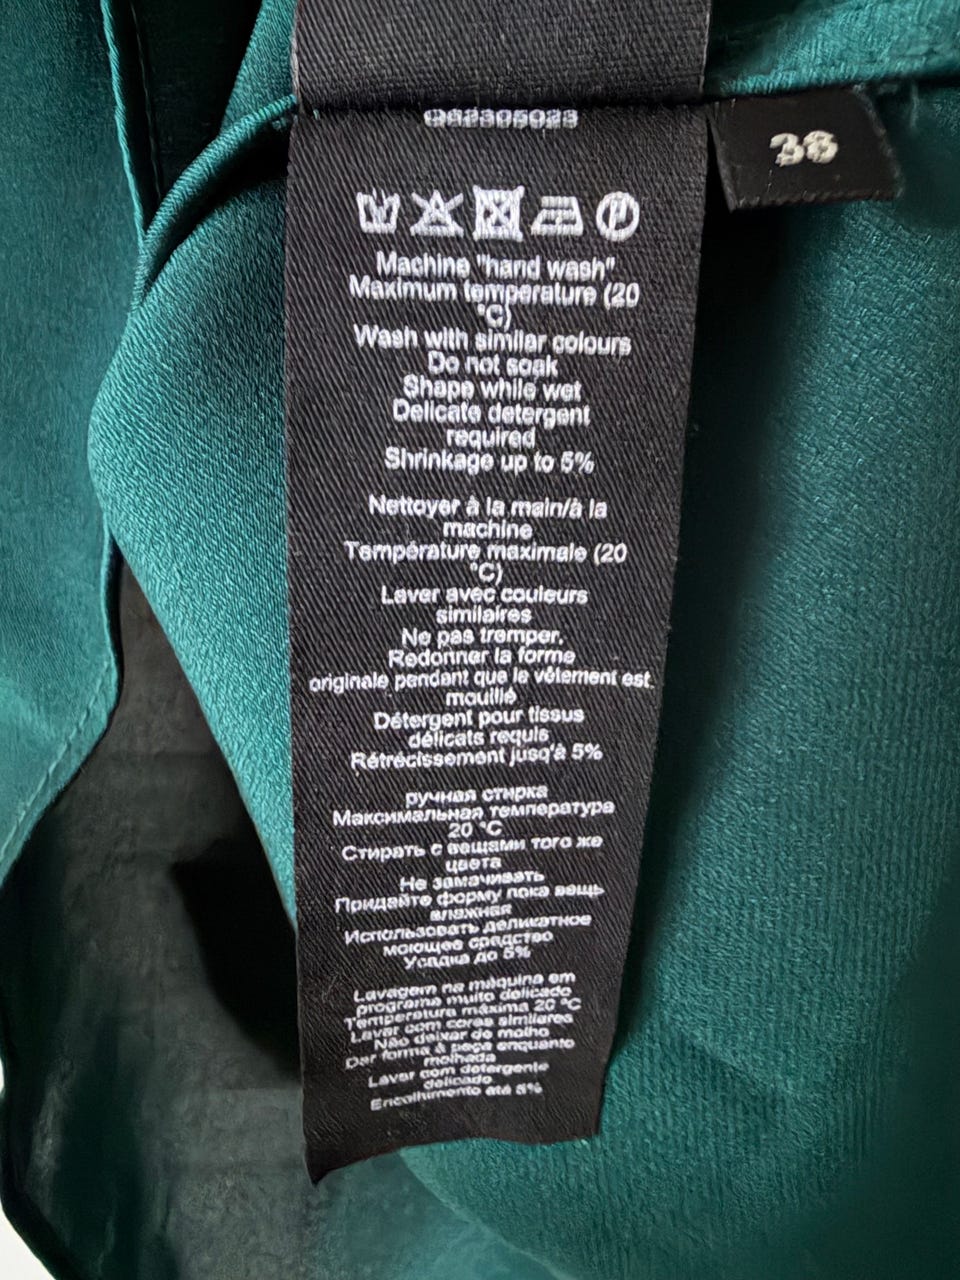 38
Machine "hand wash"
Maximum temperature (20
°C)
Wash with similar colours
Do not soak
Shape while wet
Delicate detergent
required
Shrinkage up to 5%
Nettoyer à la main/à la
machine
Température maximale (20
°C)
Laver avec couleurs
similaires
Ne pas tremper.
Redonner la forme
originale pendant que le vêtement est
mouillé
Détergent pour tissus
délicats requis
Rétrécissement jusqu'à 5%
ручная стирка
Максимальная температура
20 °C
Стирать с вещами того же
цвета
Не замачивать
Придайте форму пока вещь
влажная
Использовать деликатное
моющее средство
Усадка до 5%
Lavagem na máquina em
programa muito delicado
Temperatura máxima 20 °C
Lavar com cores similares
Não deixar de molho
Dar forma à peça enquanto
molhada
Lavar com detergente
delicado
Encolhimento até 5%